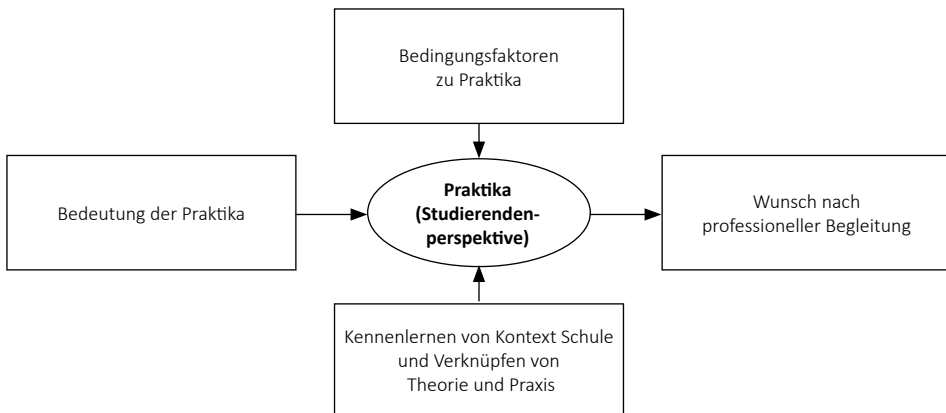 Bedingungsfaktoren
zu Praktika
Bedeutung der Praktika
Praktika
(Studierenden-
perspektive)
Wunsch nach
professioneller Begleitung
Kennenlernen von Kontext Schule
und Verknüpfen von
Theorie und Praxis